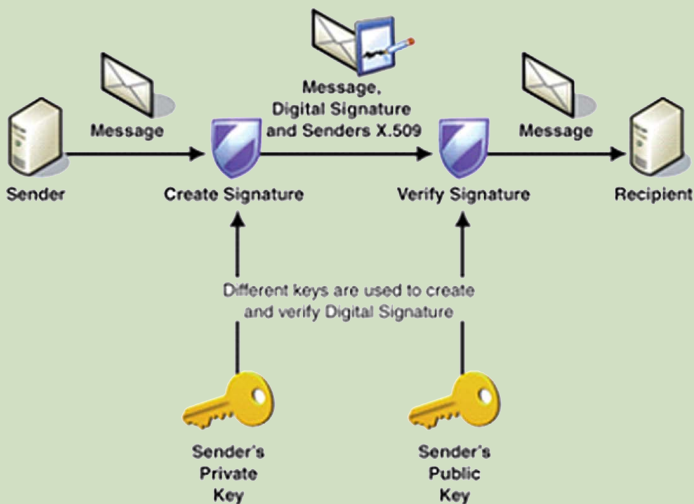 Message,
Digital Signature
and Senders X.509
Message
Message
Sender
Create Signature
Verify Signature
Recipient
Different keys are used to create
and verify Digital Signature
Sender's
Private
Key
Sender's
Public
Key